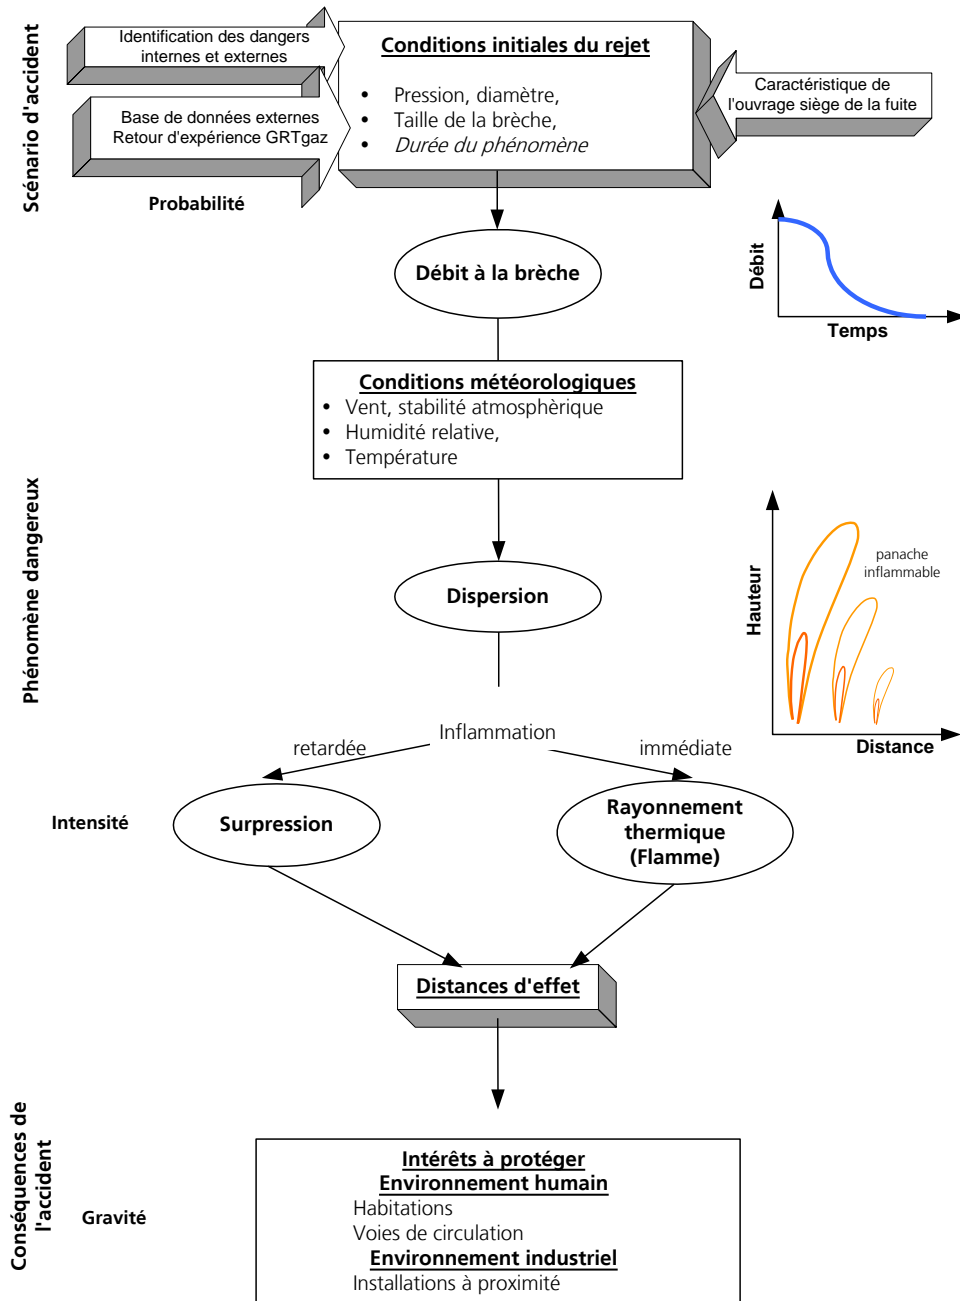 Scénario d'accident
Identification des dangers
internes et externes
Base de données externes
Retour d'expérience GRTgaz
Probabilité
Conditions initiales du rejet
• Pression, diamètre,
• Taille de la brèche,
• Durée du phénomène
Caractéristique de
l'ouvrage siège de la fuite
Débit à la brèche
Débit
Temps
Conditions météorologiques
• Vent, stabilité atmosphèrique
• Humidité relative,
• Température
Phénomène dangereux
Dispersion
Hauteur
panache
inflammable
Distance
Inflammation
retardée
immédiate
Intensité
Surpression
Rayonnement
thermique
(Flamme)
Distances d'effet
Conséquences de
l'accident
Gravité
Intérêts à protéger
Environnement humain
Habitations
Voies de circulation
Environnement industriel
Installations à proximité